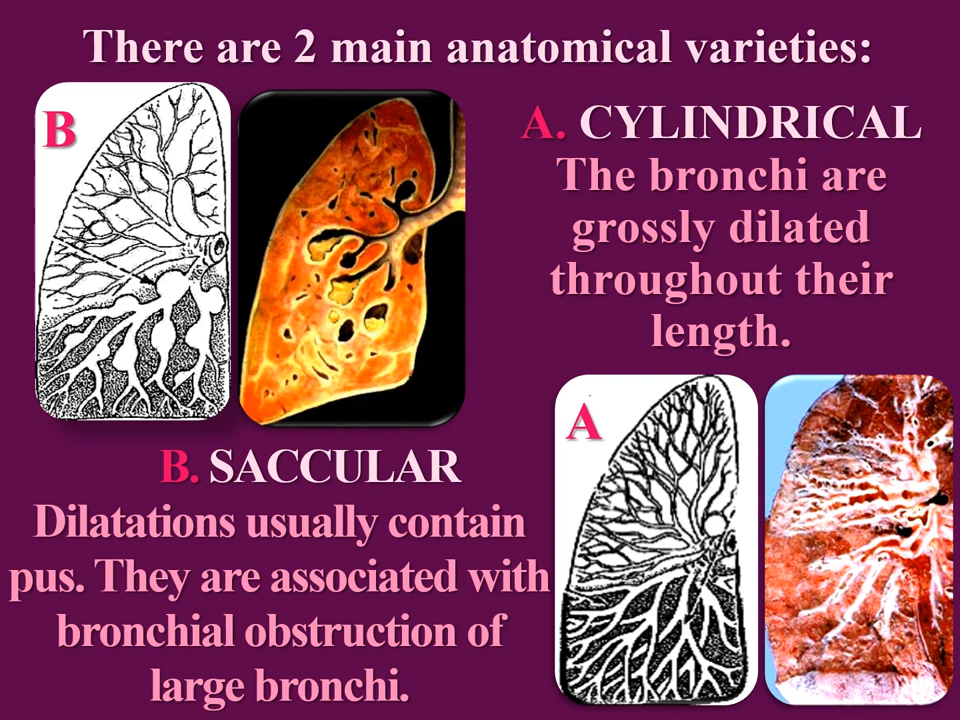 There are 2 main anatomical varieties:
B
A. CYLINDRICAL
The bronchi are
grossly dilated
throughout their
length.
A
B. SACCULAR
Dilatations usually contain
pus. They are associated with
bronchial obstruction of
large bronchi.